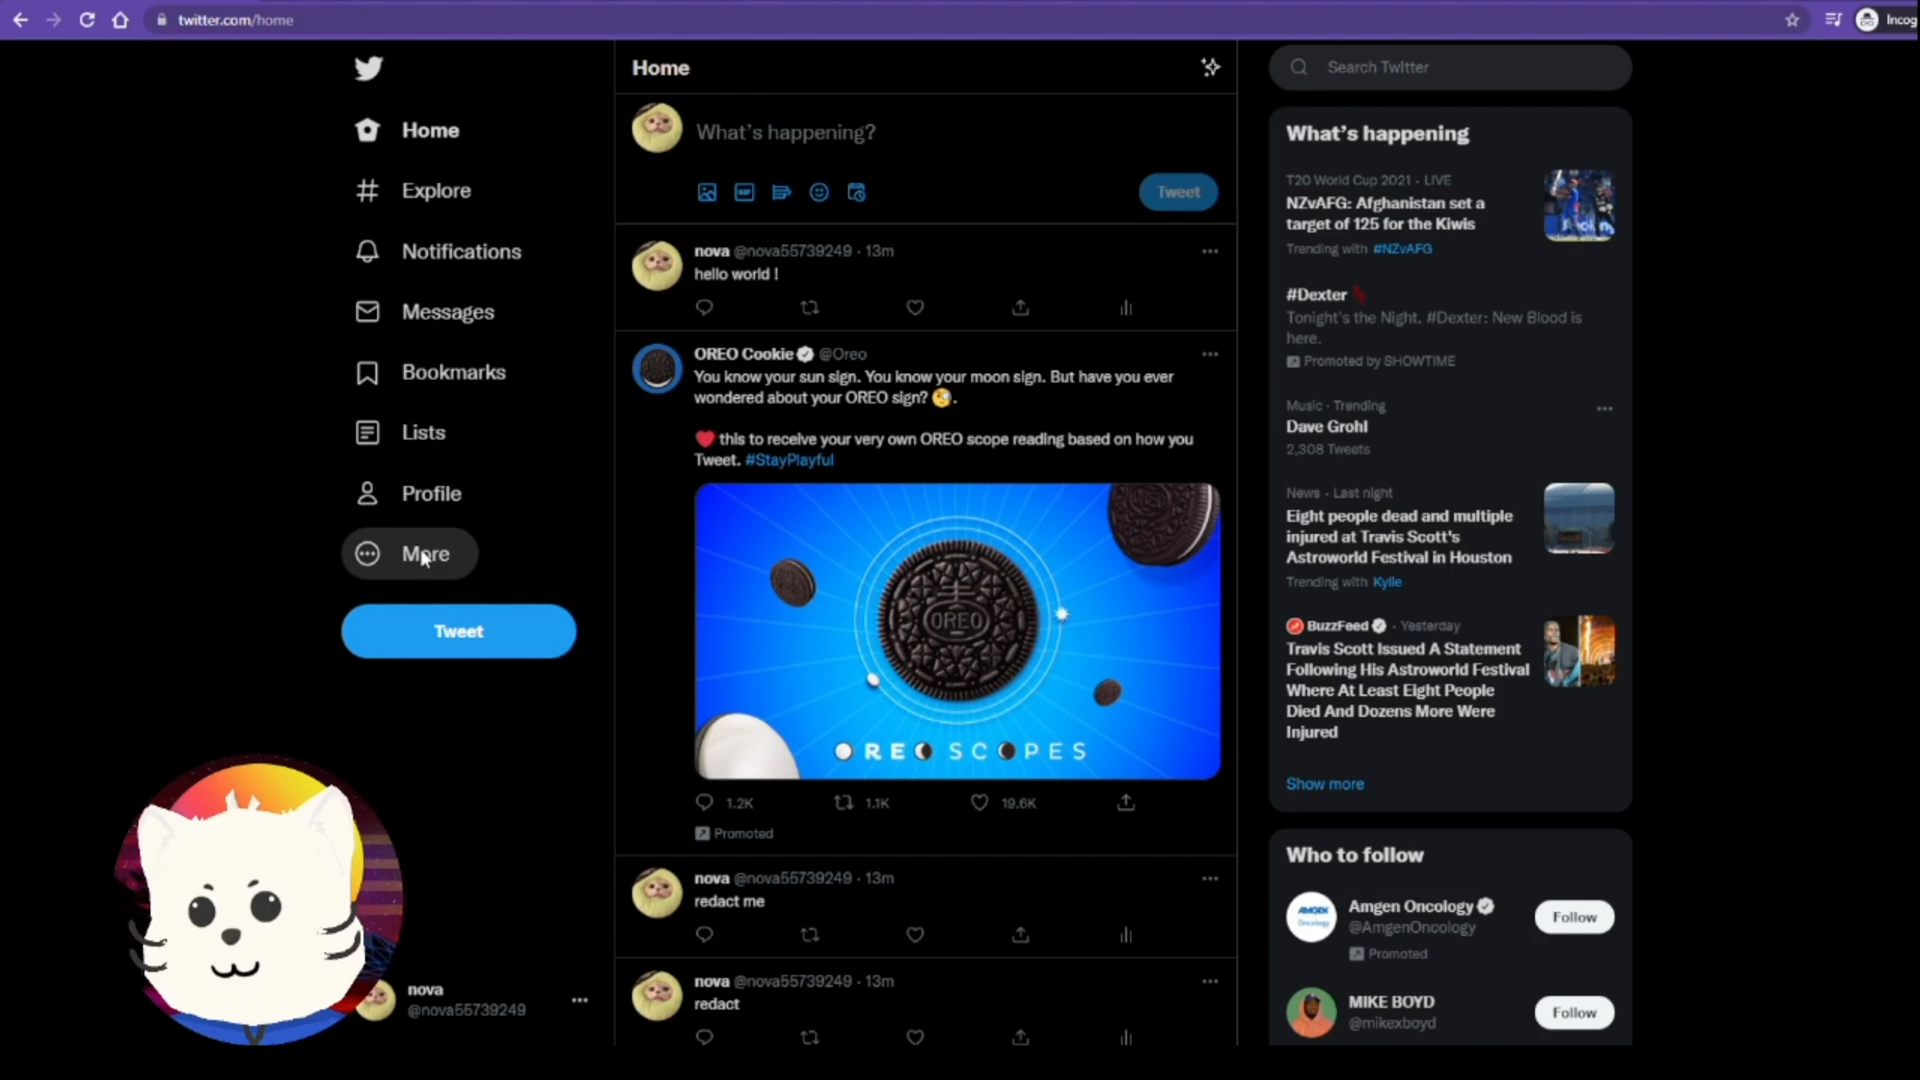 twitter.com/home
Incog
Home
Explore
Notifications
Messages
Bookmarks
Lists
Profile
More
Tweet
nova
@nova55739249
Home
What's happening?
GIF
Tweet
nova @nova55739249 · 13m
hello world !
OREO Cookie @Oreo
You know your sun sign. You know your moon sign. But have you ever
wondered about your OREO sign? 🧐.
❤️ this to receive your very own OREO scope reading based on how you
Tweet. #StayPlayful
OREO
OREO SCOPES
1.2K 1.1K 19.6K
Promoted
nova @nova55739249 · 13m
redact me
nova @nova55739249 · 13m
redact
Search Twitter
What's happening
T20 World Cup 2021 · LIVE
NZvAFG: Afghanistan set a
target of 125 for the Kiwis
Trending with #NZvAFG
#Dexter
Tonight's the Night. #Dexter: New Blood is
here.
Promoted by SHOWTIME
Music · Trending
Dave Grohl
2,308 Tweets
News · Last night
Eight people dead and multiple
injured at Travis Scott's
Astroworld Festival in Houston
Trending with Kylie
BuzzFeed · Yesterday
Travis Scott Issued A Statement
Following His Astroworld Festival
Where At Least Eight People
Died And Dozens More Were
Injured
Show more
Who to follow
AMGEN
Oncology
Amgen Oncology
@AmgenOncology
Promoted
Follow
MIKE BOYD
@mikexboyd
Follow